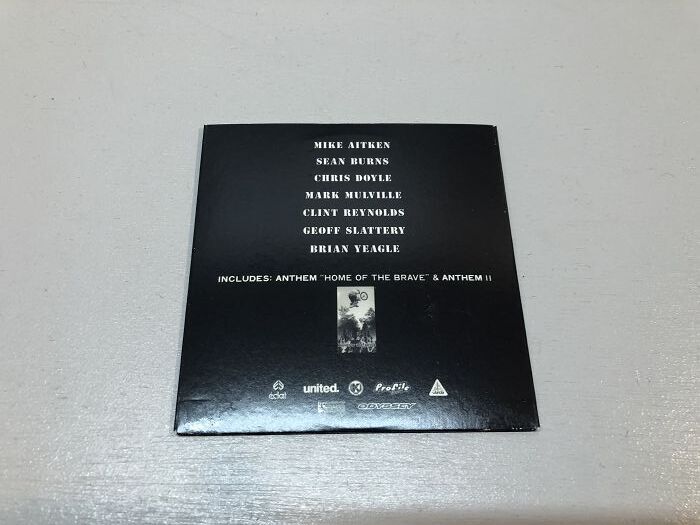 MIKE AITKEN
SEAN BURNS
CHRIS DOYLE
MARK MULVILLE
CLINT REYNOLDS
GEOFF SLATTERY
BRIAN YEAGLE
INCLUDES: ANTHEM "HOME OF THE BRAVE" & ANTHEM II
éclat united. K Profile
ODYSSEY